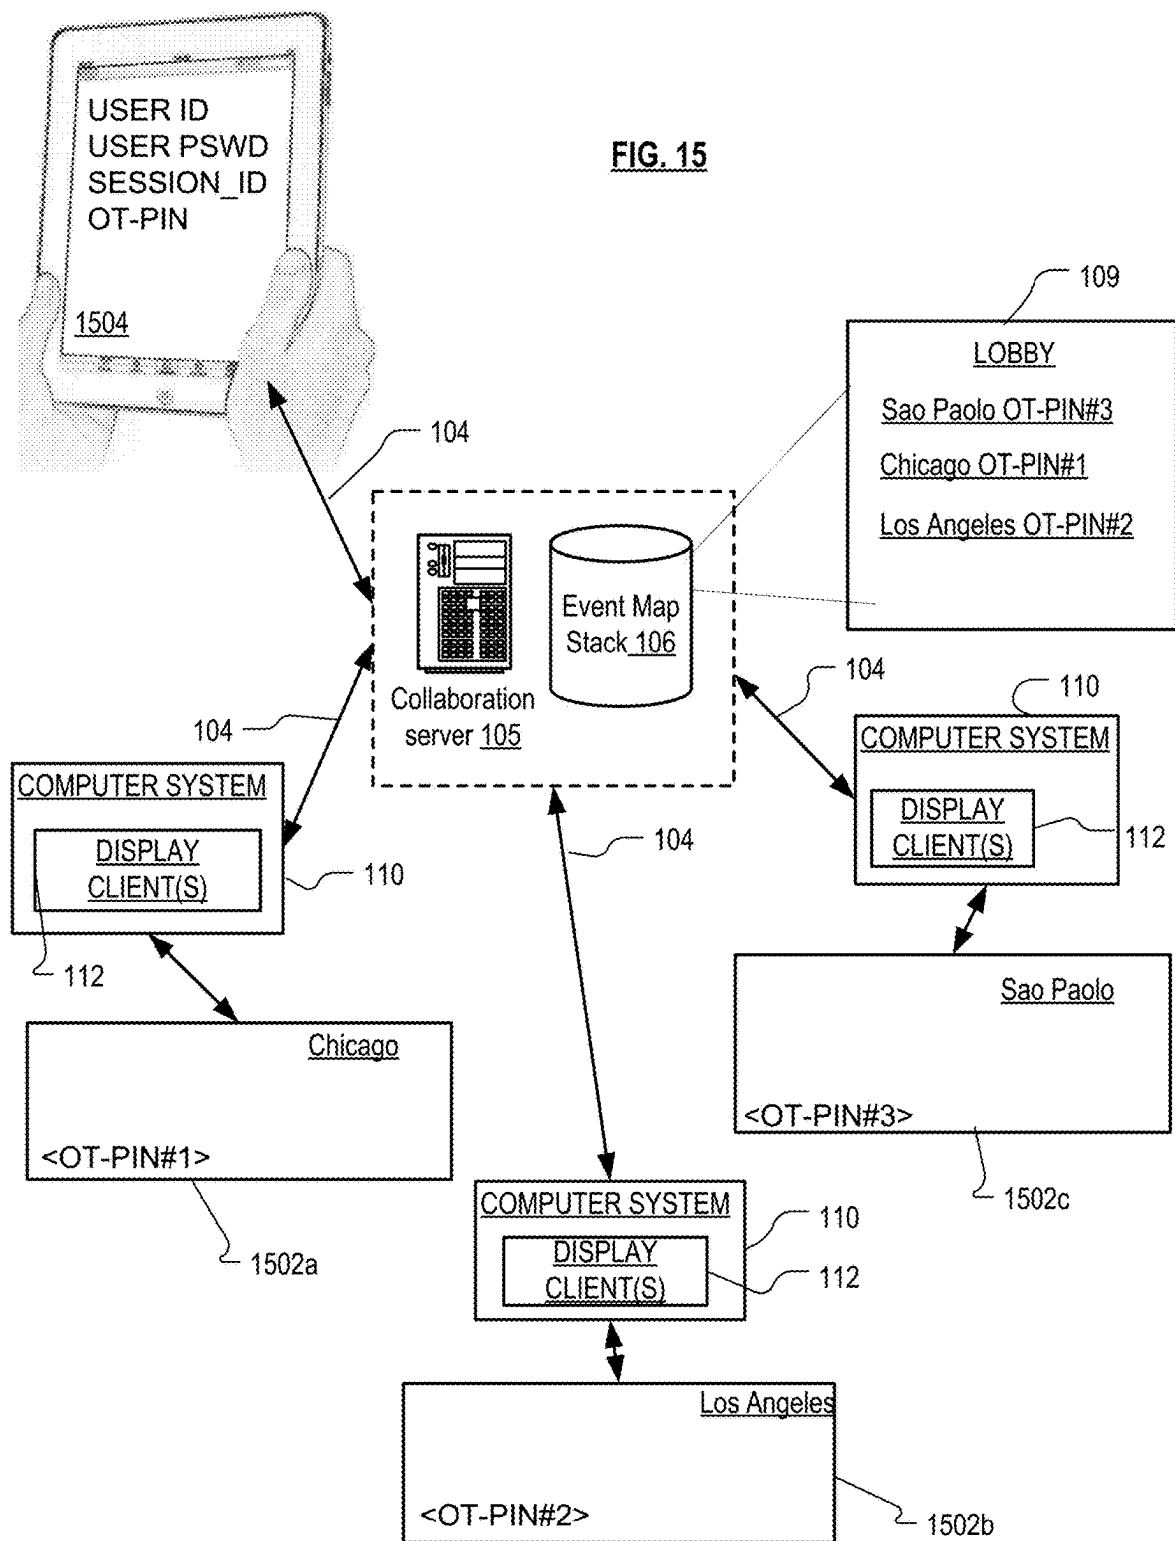 USER ID
USER PSWD
SESSION_ID
OT-PIN
1504
FIG. 15
109
LOBBY
Sao Paolo OT-PIN#3
Chicago OT-PIN#1
Los Angeles OT-PIN#2
104
Event Map
Stack 106
Collaboration
server 105
104
104
110
COMPUTER SYSTEM
DISPLAY
CLIENT(S)
112
COMPUTER SYSTEM
DISPLAY
CLIENT(S)
110
112
104
Sao Paolo
<OT-PIN#3>
1502c
Chicago
<OT-PIN#1>
1502a
COMPUTER SYSTEM
DISPLAY
CLIENT(S)
110
112
Los Angeles
<OT-PIN#2>
1502b